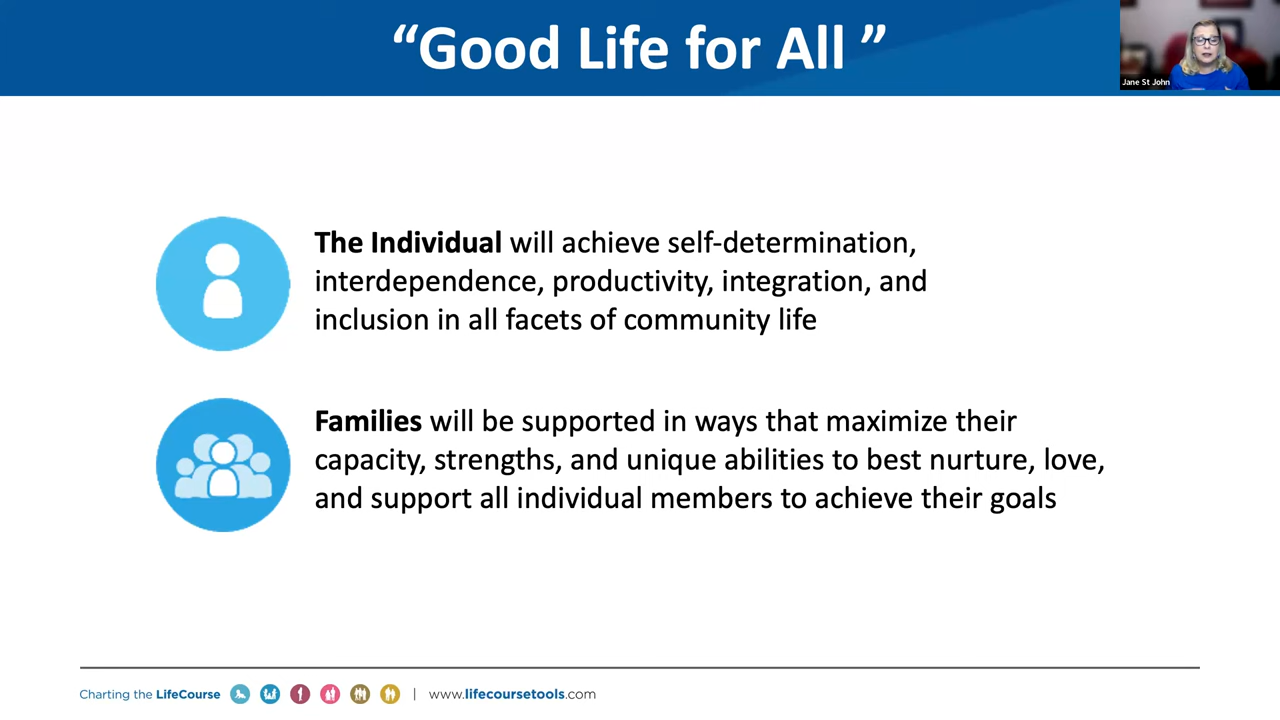 “Good Life for All ”
Jane St John
The Individual will achieve self-determination,
interdependence, productivity, integration, and
inclusion in all facets of community life
Families will be supported in ways that maximize their
capacity, strengths, and unique abilities to best nurture, love,
and support all individual members to achieve their goals
Charting the LifeCourse | www.lifecoursetools.com